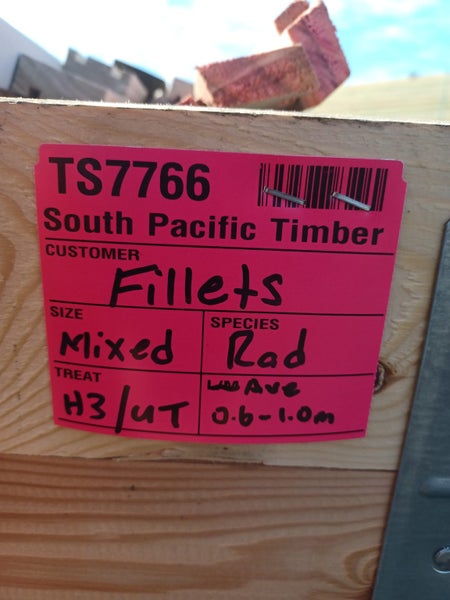 TS7766
South Pacific Timber
CUSTOMER
Fillets
SIZE
Mixed
SPECIES
Rad
TREAT
H3/UT
Ave
0.6-1.0m